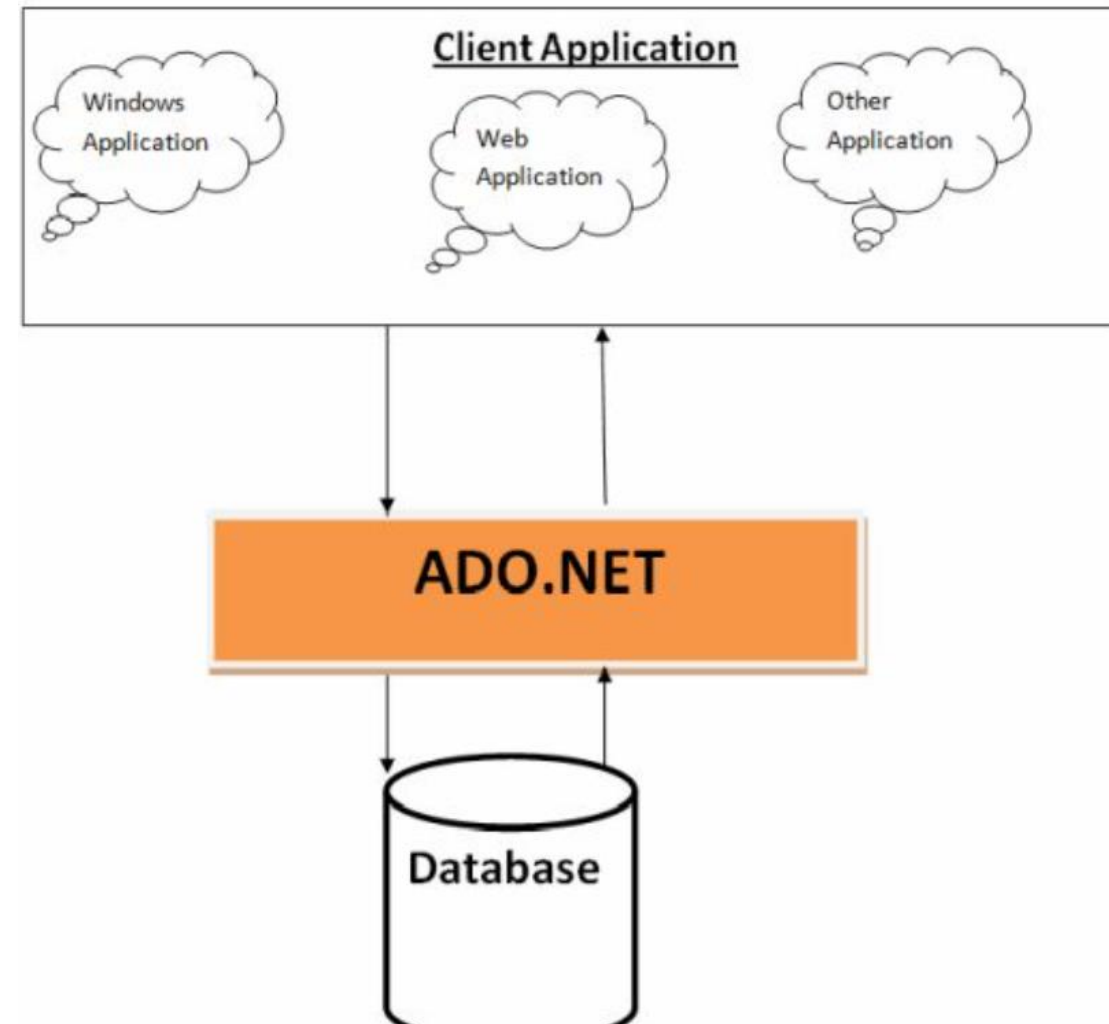 Client Application
Windows
Application
Web
Application
Other
Application
ADO.NET
Database